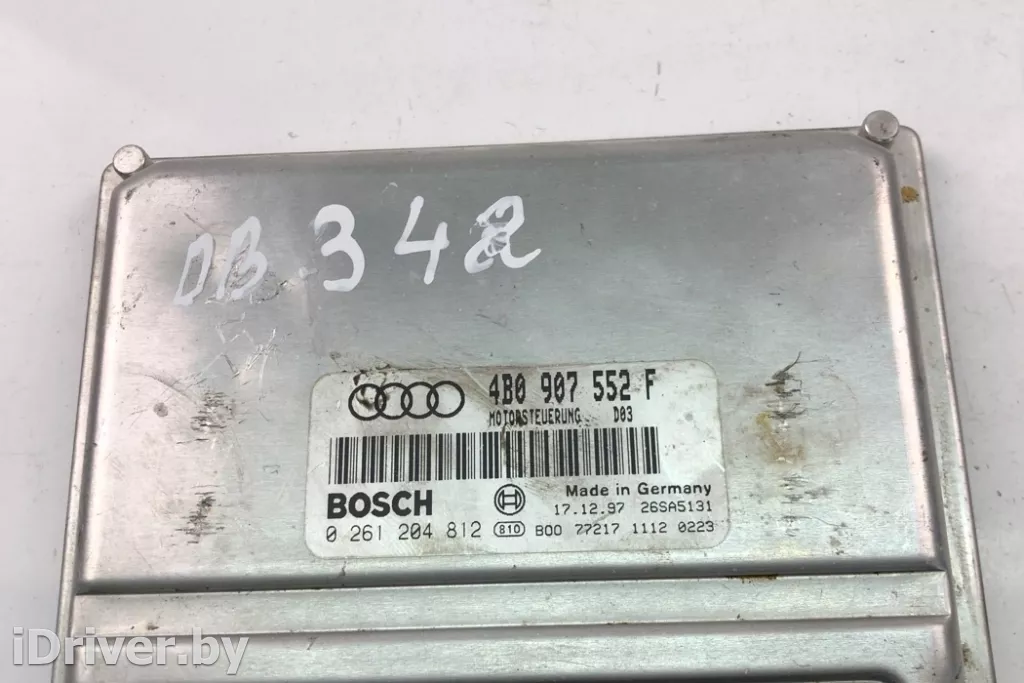 DB.342
4B0 907 552 F
MOTORSTEUERUNG D03
BOSCH
Made in Germany
17.12.97 26SA5131
0 261 204 812 810 B00 77217 1112 0223
iDriver.by